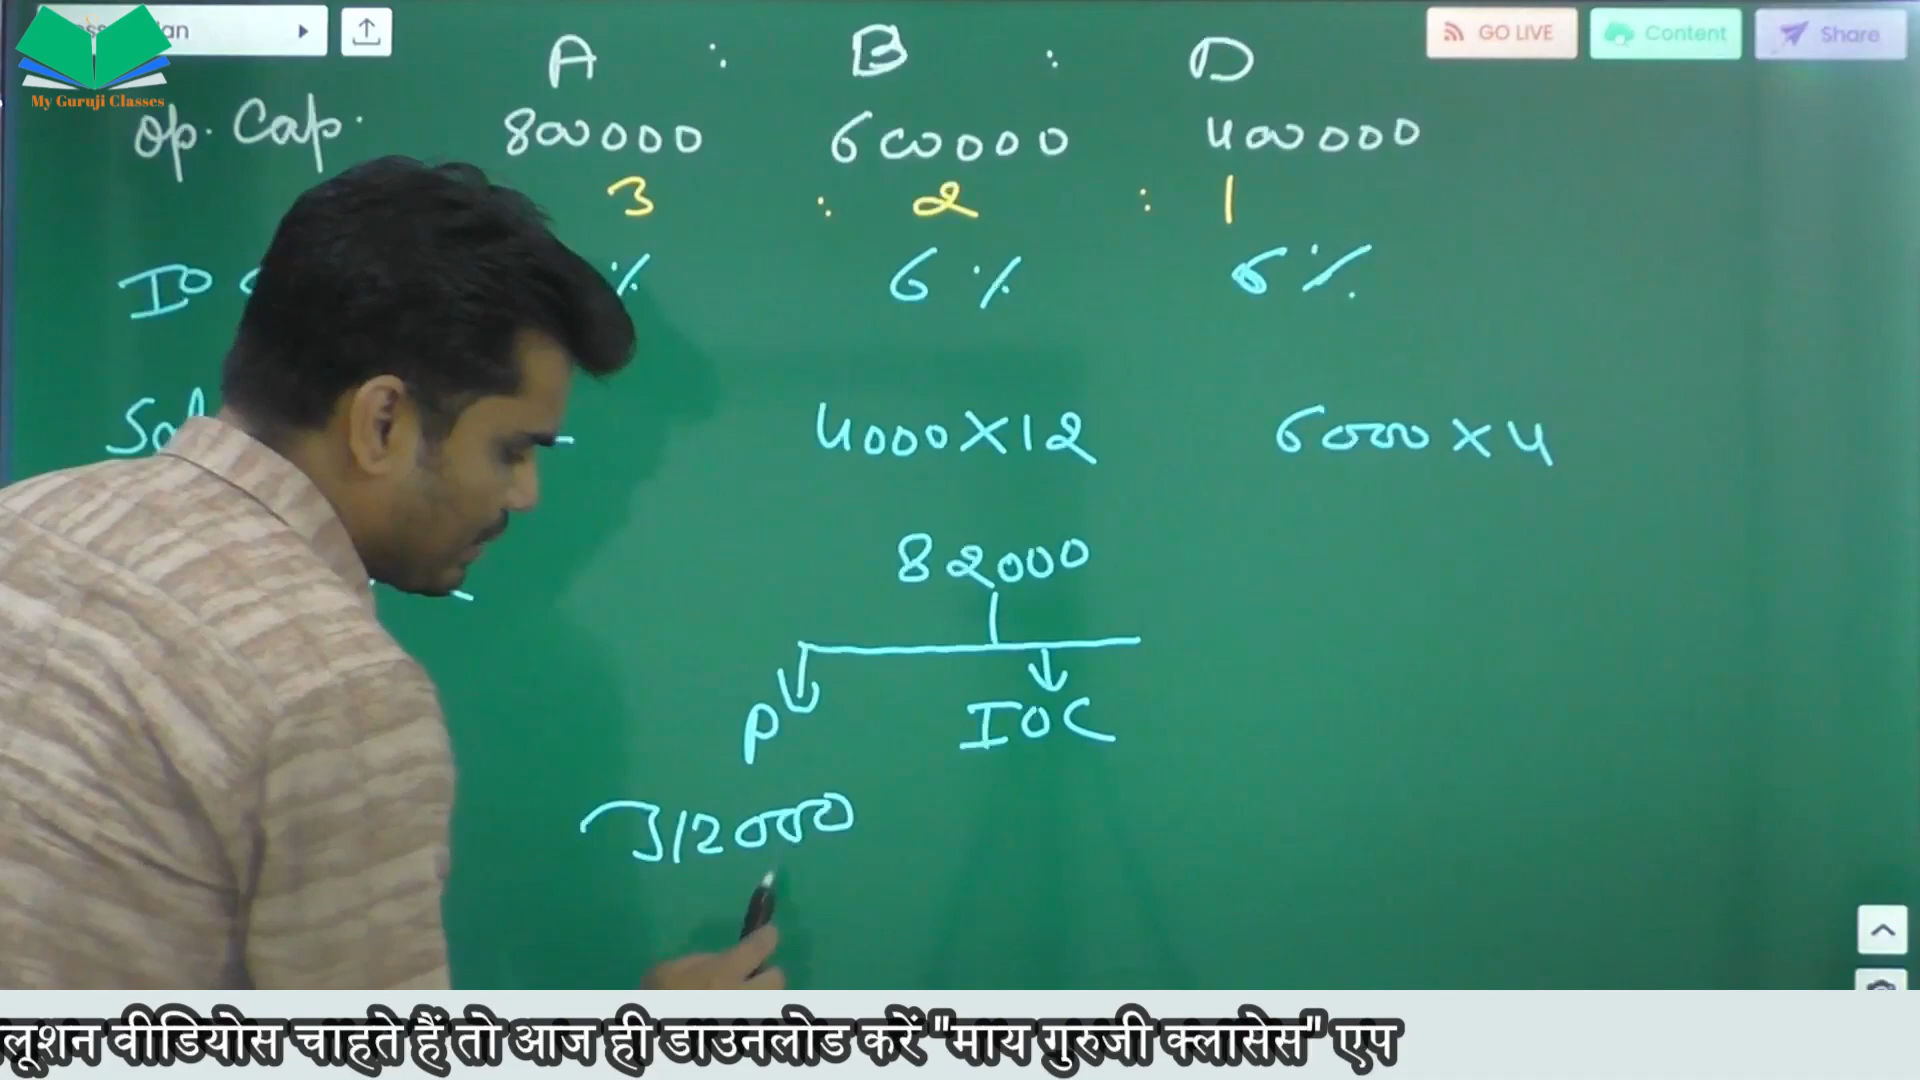 GO LIVE Content Share
My Guruji Classes
A : B : D
Op. Cap. 800000 600000 400000
3 : 2 : 1
IO % 6 % 6 %
4000 X 12 6000 X 4
82000
P IOC
312000
चाहते हैं तो आज ही डाउनलोड करें "माय गुरुजी क्लासेस" एप